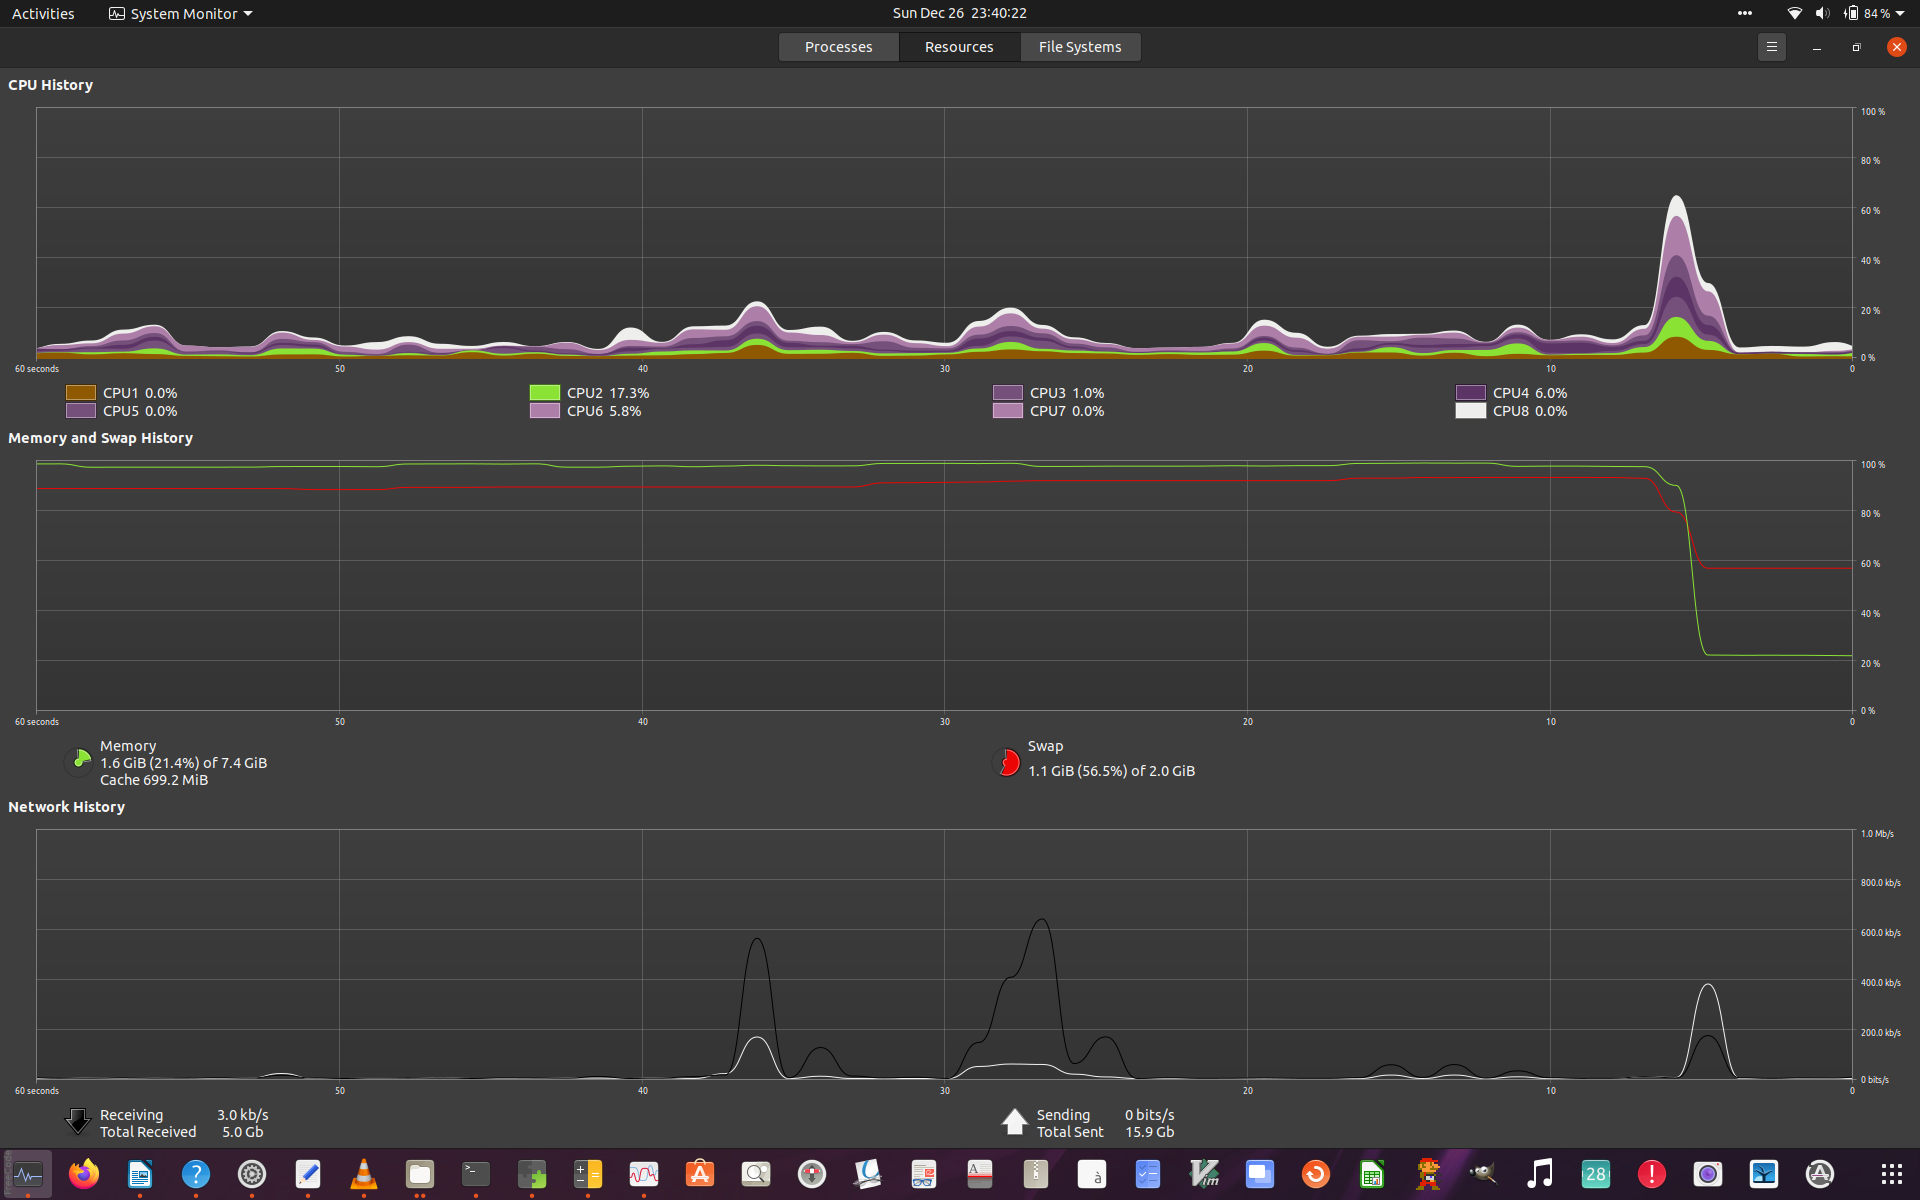 Activities System Monitor Sun Dec 26 23:40:22 84 %
Processes Resources File Systems
CPU History
100 %
80 %
60 %
40 %
20 %
0 %
60 seconds 50 40 30 20 10 0
CPU1 0.0% CPU2 17.3% CPU3 1.0% CPU4 6.0%
CPU5 0.0% CPU6 5.8% CPU7 0.0% CPU8 0.0%
Memory and Swap History
100 %
80 %
60 %
40 %
20 %
0 %
60 seconds 50 40 30 20 10 0
Memory Swap
1.6 GiB (21.4%) of 7.4 GiB 1.1 GiB (56.5%) of 2.0 GiB
Cache 699.2 MiB
Network History
1.0 Mb/s
800.0 kb/s
600.0 kb/s
400.0 kb/s
200.0 kb/s
0 bits/s
60 seconds 50 40 30 20 10 0
Receiving 3.0 kb/s Sending 0 bits/s
Total Received 5.0 Gb Total Sent 15.9 Gb
? >_ A à Vim 28 !